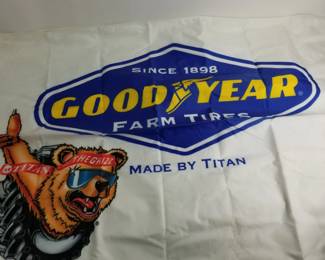 SINCE 1898
GOODYEAR
FARM TIRES
MADE BY TITAN